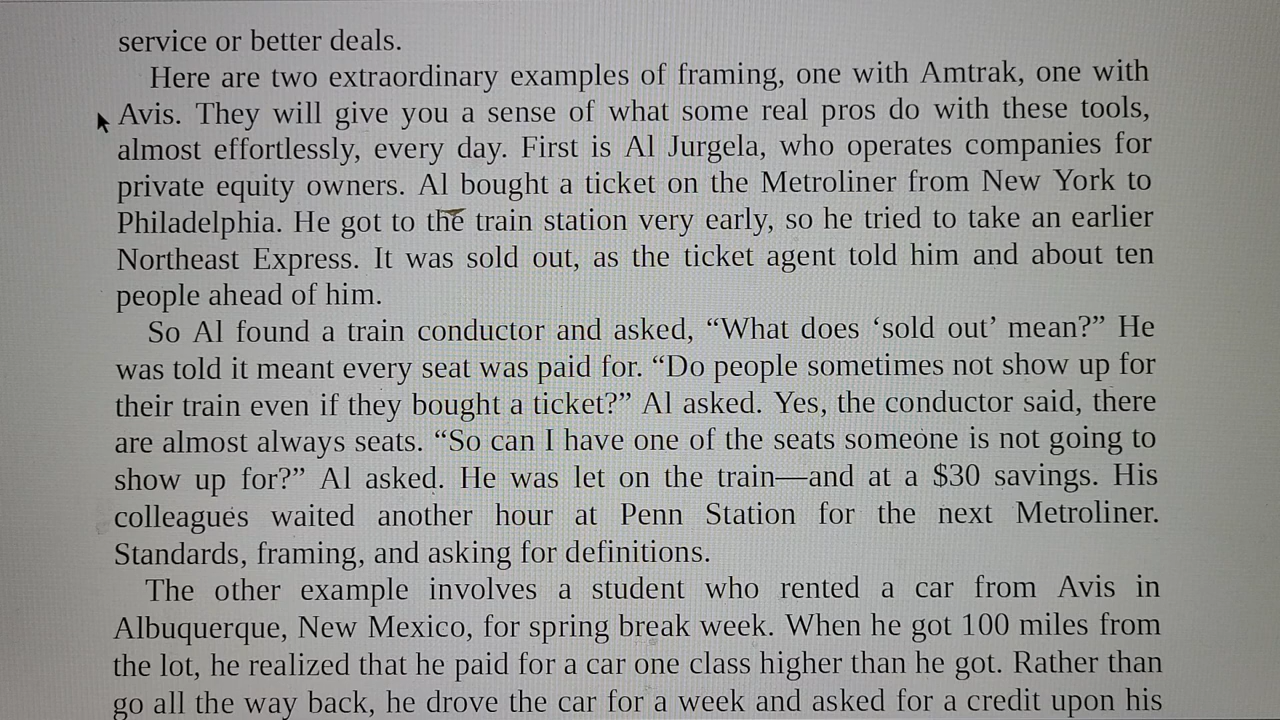 service or better deals.
Here are two extraordinary examples of framing, one with Amtrak, one with
Avis. They will give you a sense of what some real pros do with these tools,
almost effortlessly, every day. First is Al Jurgela, who operates companies for
private equity owners. Al bought a ticket on the Metroliner from New York to
Philadelphia. He got to the train station very early, so he tried to take an earlier
Northeast Express. It was sold out, as the ticket agent told him and about ten
people ahead of him.
So Al found a train conductor and asked, “What does ‘sold out’ mean?” He
was told it meant every seat was paid for. “Do people sometimes not show up for
their train even if they bought a ticket?” Al asked. Yes, the conductor said, there
are almost always seats. “So can I have one of the seats someone is not going to
show up for?” Al asked. He was let on the train—and at a $30 savings. His
colleagues waited another hour at Penn Station for the next Metroliner.
Standards, framing, and asking for definitions.
The other example involves a student who rented a car from Avis in
Albuquerque, New Mexico, for spring break week. When he got 100 miles from
the lot, he realized that he paid for a car one class higher than he got. Rather than
go all the way back, he drove the car for a week and asked for a credit upon his